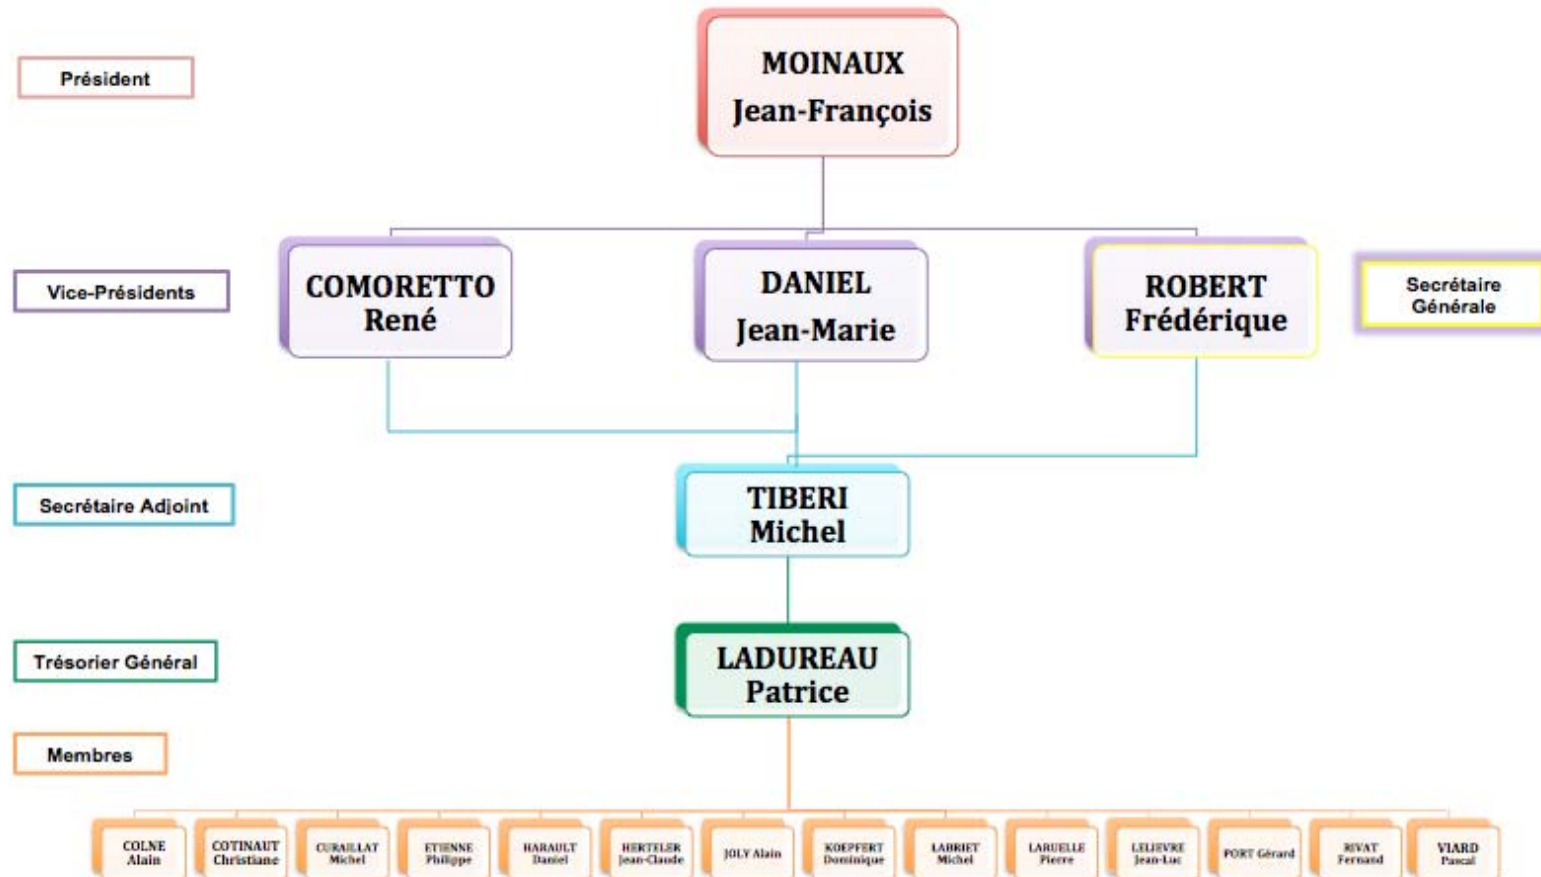 MOINAUX
Jean-François
Président
Vice-Présidents
COMORETTO
René
DANIEL
Jean-Marie
ROBERT
Frédérique
Secrétaire
Générale
Secrétaire Adjoint
TIBERI
Michel
Trésorier Général
LADUREAU
Patrice
Membres
COLNE
Alain
COTINAUT
Christiane
CURAILLAT
Michel
ETIENNE
Philippe
HARAULT
Daniel
HERTELER
Jean-Claude
JOLY Alain
KOEPFERT
Dominique
LABRIET
Michel
LARUELLE
Pierre
LELIEVRE
Jean-Luc
PORT Gérard
RIVAT
Fernand
VIARD
Pascal